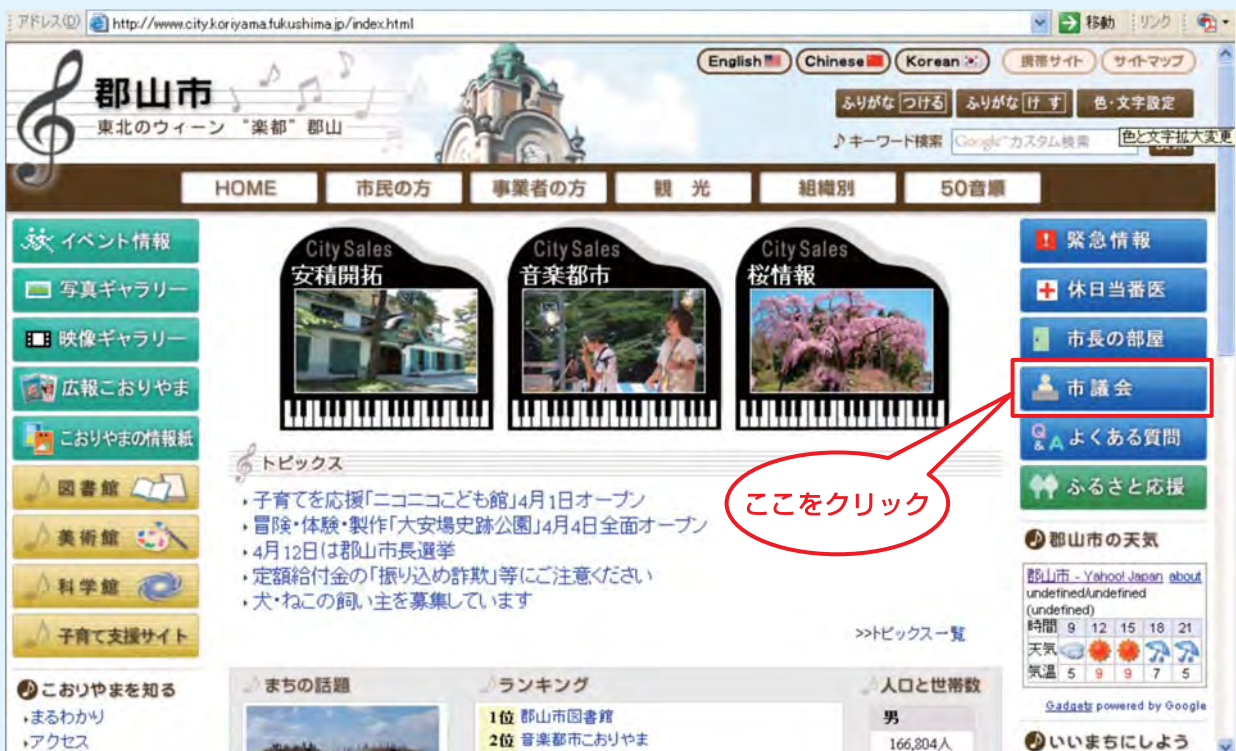 アドレス(D) http://www.city.koriyama.fukushima.jp/index.html 移動 リンク
English Chinese Korean 携帯サイト サイトマップ
郡山市
東北のウィーン "楽都" 郡山
ふりがな つける ふりがな け す 色・文字設定
キーワード検索 Google カスタム検索
色と文字拡大変更
HOME 市民の方 事業者の方 観 光 組織別 50音順
イベント情報
写真ギャラリー
映像ギャラリー
広報こおりやま
こおりやまの情報紙
図書館
美術館
科学館
子育て支援サイト
こおりやまを知る
・まるわかり
・アクセス
City Sales
安積開拓
City Sales
音楽都市
City Sales
桜情報
トピックス
・子育てを応援「ニコニコこども館」4月1日オープン
・冒険・体験・製作「大安場史跡公園」4月4日全面オープン
・4月12日は郡山市長選挙
・定額給付金の「振り込め詐欺」等にご注意ください
・犬・ねこの飼い主を募集しています
>>トピックス一覧
まちの話題
ランキング
1位 郡山市図書館
2位 音楽都市こおりやま
人口と世帯数
男
166,804人
ここをクリック
緊急情報
休日当番医
市長の部屋
市議会
Q&A よくある質問
ふるさと応援
郡山市の天気
郡山市 - Yahoo! Japan about
undefined/undefined
(undefined)
時間 9 12 15 18 21
天気
気温 5 9 9 7 5
Gadgets powered by Google
いいまちにしよう